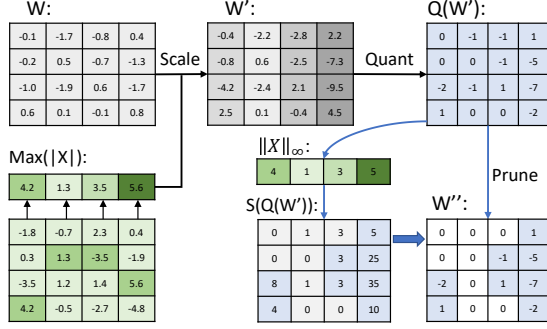 W:
-0.1 -1.7 -0.8 0.4
-0.2 0.5 -0.7 -1.3
-1.0 -1.9 0.6 -1.7
0.6 0.1 -0.1 0.8
Scale
W':
-0.4 -2.2 -2.8 2.2
-0.8 0.6 -2.5 -7.3
-4.2 -2.4 2.1 -9.5
2.5 0.1 -0.4 4.5
Quant
Q(W'):
0 -1 -1 1
0 0 -1 -5
-2 -1 1 -7
1 0 0 -2
Max(|X|):
4.2 1.3 3.5 5.6
-1.8 -0.7 2.3 0.4
0.3 1.3 -3.5 -1.9
-3.5 1.2 1.4 5.6
4.2 -0.5 -2.7 -4.8
‖X‖∞:
4 1 3 5
Prune
S(Q(W')):
0 1 3 5
0 0 3 25
8 1 3 35
4 0 0 10
W'':
0 0 0 1
0 0 -1 -5
-2 0 1 -7
1 0 0 -2